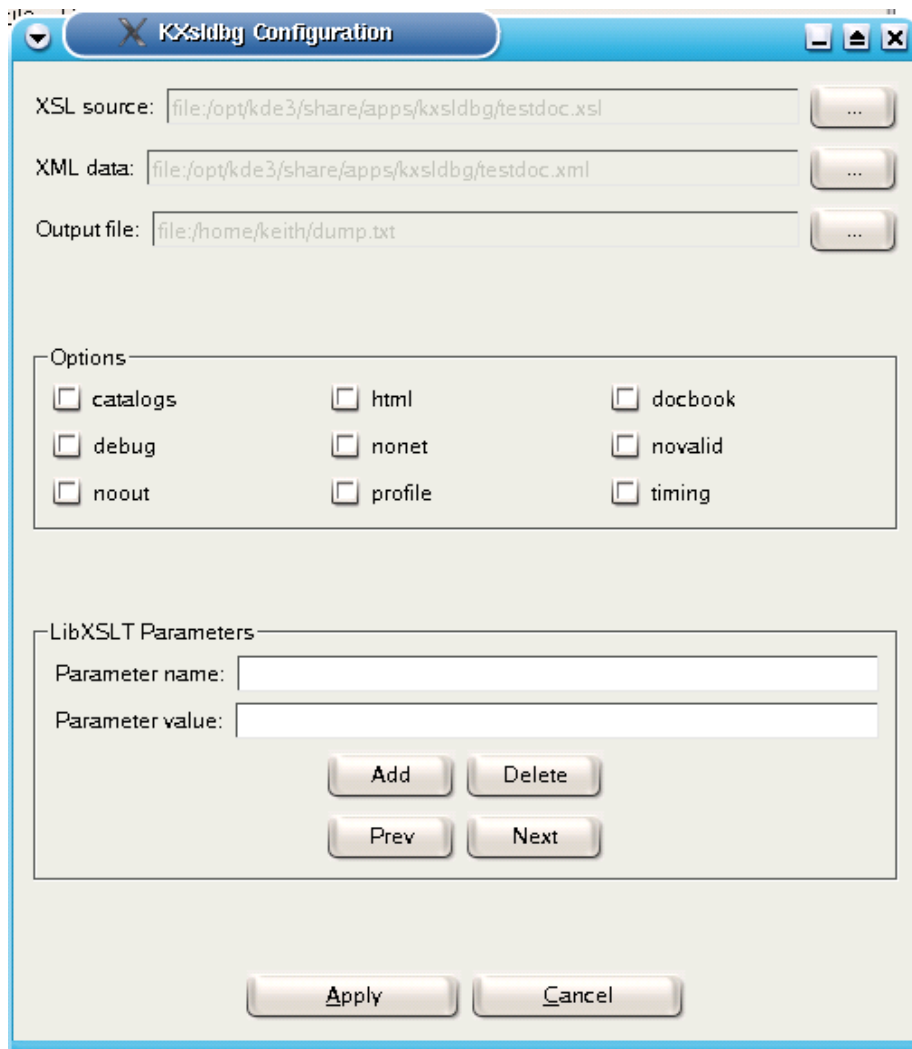 KXsldbg Configuration
XSL source: file:/opt/kde3/share/apps/kxsldbg/testdoc.xsl ...
XML data: file:/opt/kde3/share/apps/kxsldbg/testdoc.xml ...
Output file: file:/home/keith/dump.txt ...
Options
catalogs html docbook
debug nonet novalid
noout profile timing
LibXSLT Parameters
Parameter name:
Parameter value:
Add Delete
Prev Next
Apply Cancel